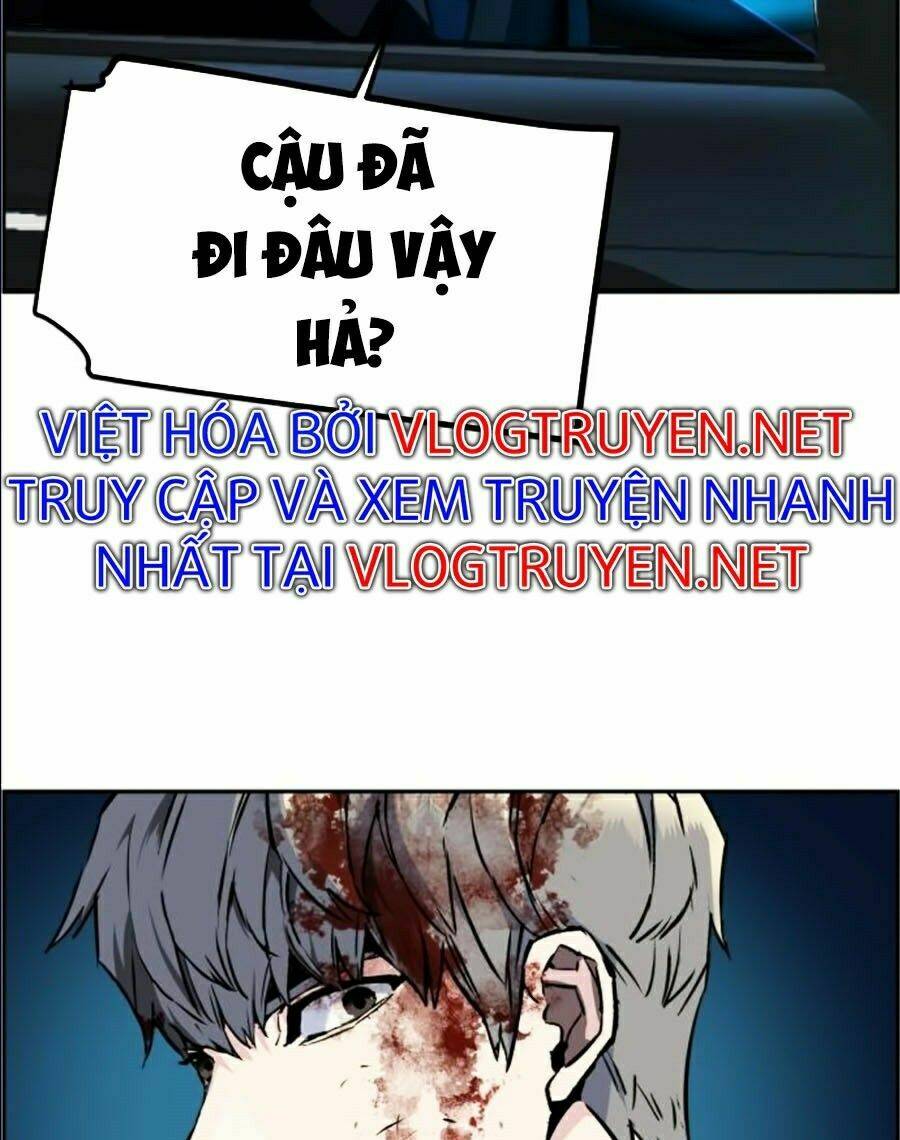 CẬU ĐÃ
ĐI ĐÂU VẬY
HẢ?
VIỆT HÓA BỞI VLOGTRUYEN.NET
TRUY CẬP VÀ XEM TRUYỆN NHANH
NHẤT TẠI VLOGTRUYEN.NET